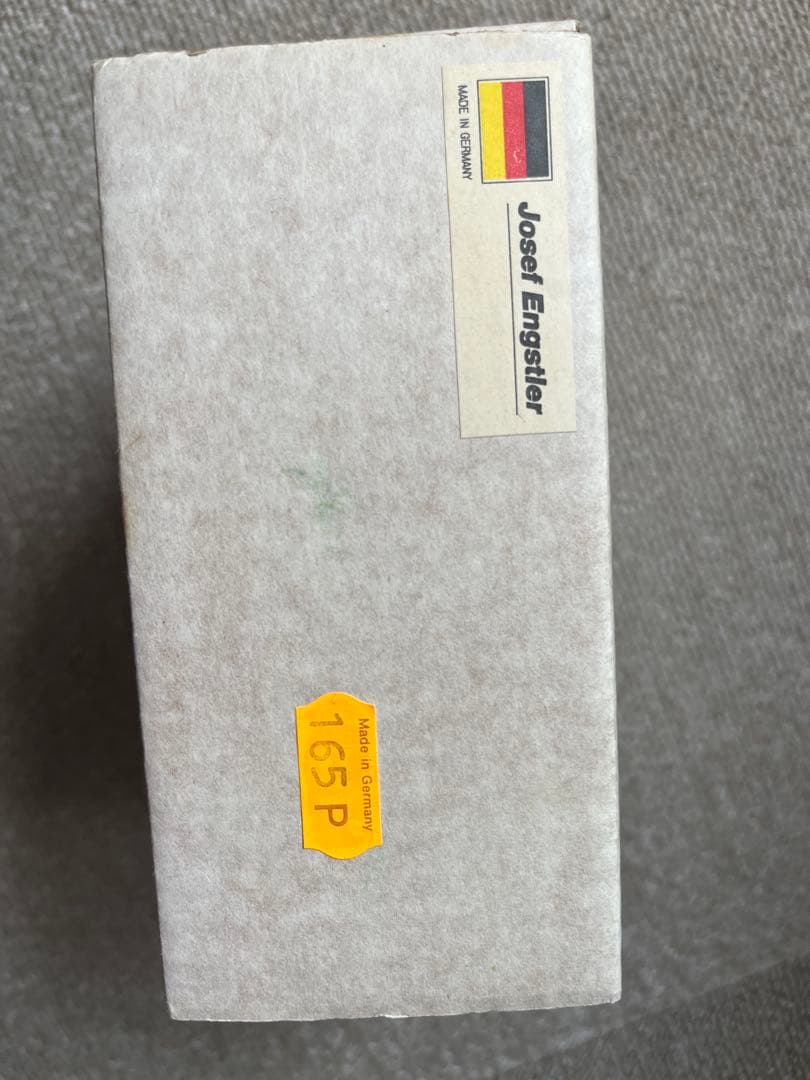 MADE IN GERMANY
Josef Engstler
Made in Germany
165 P